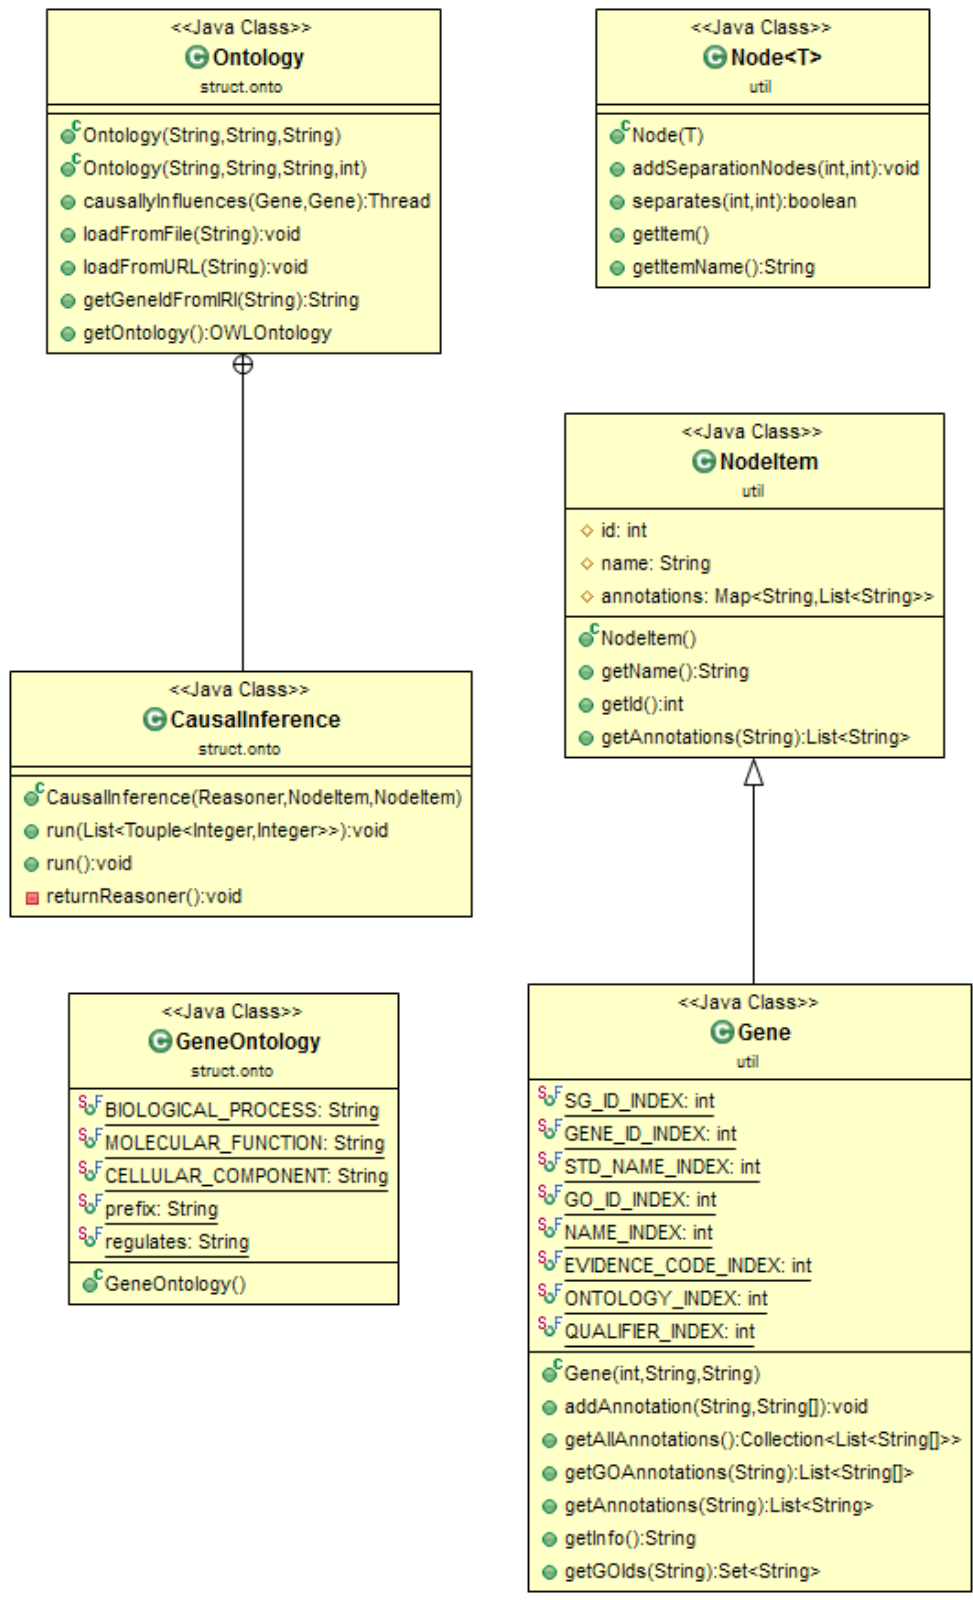 <<Java Class>>
Ontology
struct.onto
Ontology(String,String,String)
Ontology(String,String,String,int)
causallyInfluences(Gene,Gene):Thread
loadFromFile(String):void
loadFromURL(String):void
getGeneIdFromIRI(String):String
getOntology():OWLOntology
<<Java Class>>
Node<T>
util
Node(T)
addSeparationNodes(int,int):void
separates(int,int):boolean
getItem()
getItemName():String
<<Java Class>>
NodeItem
util
id: int
name: String
annotations: Map<String,List<String>>
NodeItem()
getName():String
getId():int
getAnnotations(String):List<String>
<<Java Class>>
CausalInference
struct.onto
CausalInference(Reasoner,NodeItem,NodeItem)
run(List<Touple<Integer,Integer>>):void
run():void
returnReasoner():void
<<Java Class>>
GeneOntology
struct.onto
BIOLOGICAL_PROCESS: String
MOLECULAR_FUNCTION: String
CELLULAR_COMPONENT: String
prefix: String
regulates: String
GeneOntology()
<<Java Class>>
Gene
util
SG_ID_INDEX: int
GENE_ID_INDEX: int
STD_NAME_INDEX: int
GO_ID_INDEX: int
NAME_INDEX: int
EVIDENCE_CODE_INDEX: int
ONTOLOGY_INDEX: int
QUALIFIER_INDEX: int
Gene(int,String,String)
addAnnotation(String,String[]):void
getAllAnnotations():Collection<List<String[]>>
getGOAnnotations(String):List<String[]>
getAnnotations(String):List<String>
getInfo():String
getGOIds(String):Set<String>